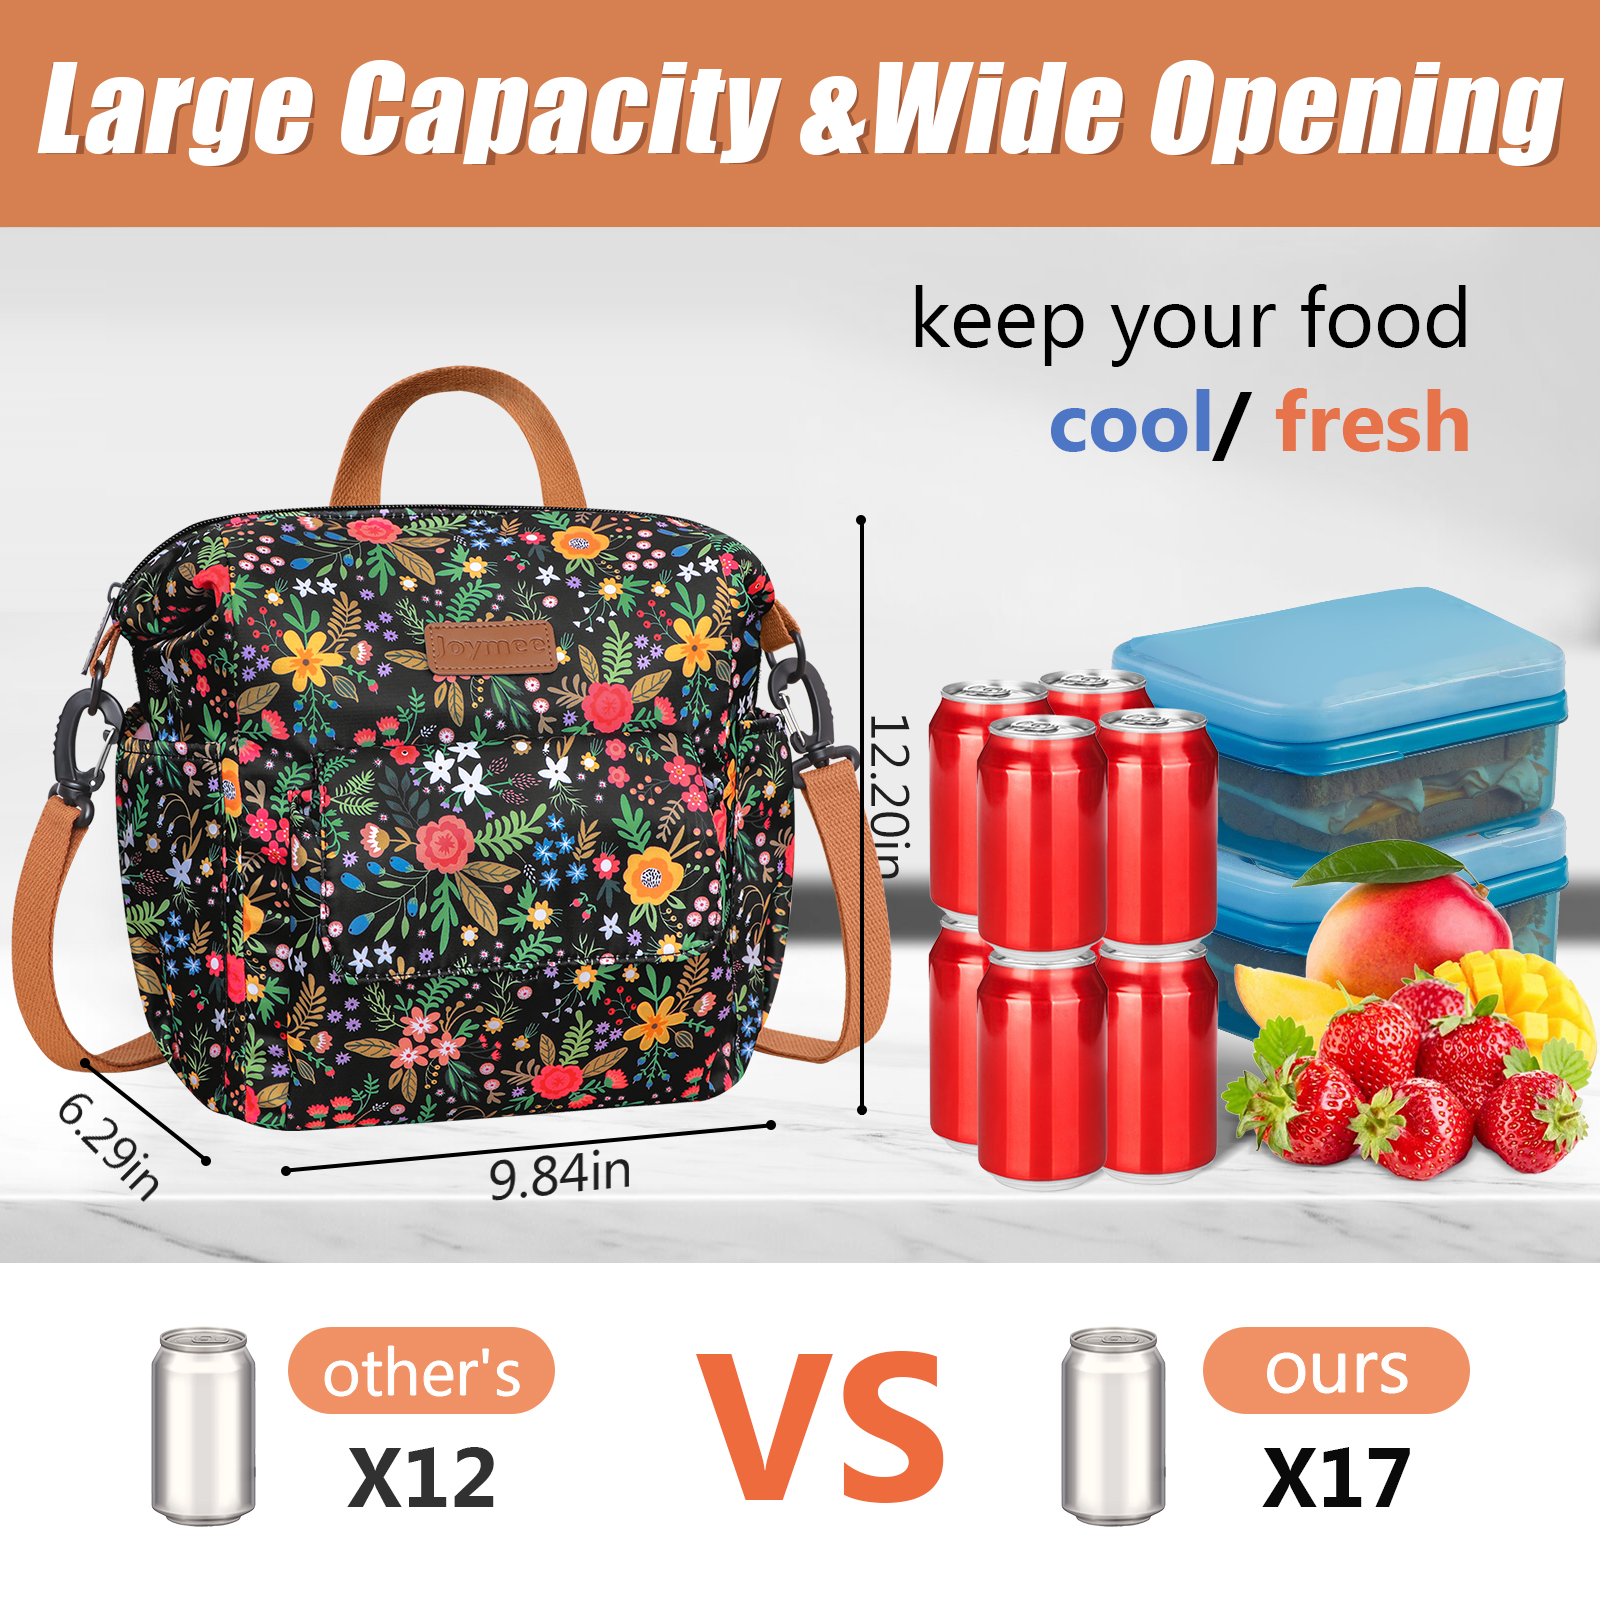 Large Capacity &Wide Opening
keep your food
cool/ fresh
Joymee
12.20in
6.29in
9.84in
other's
X12
VS
ours
X17